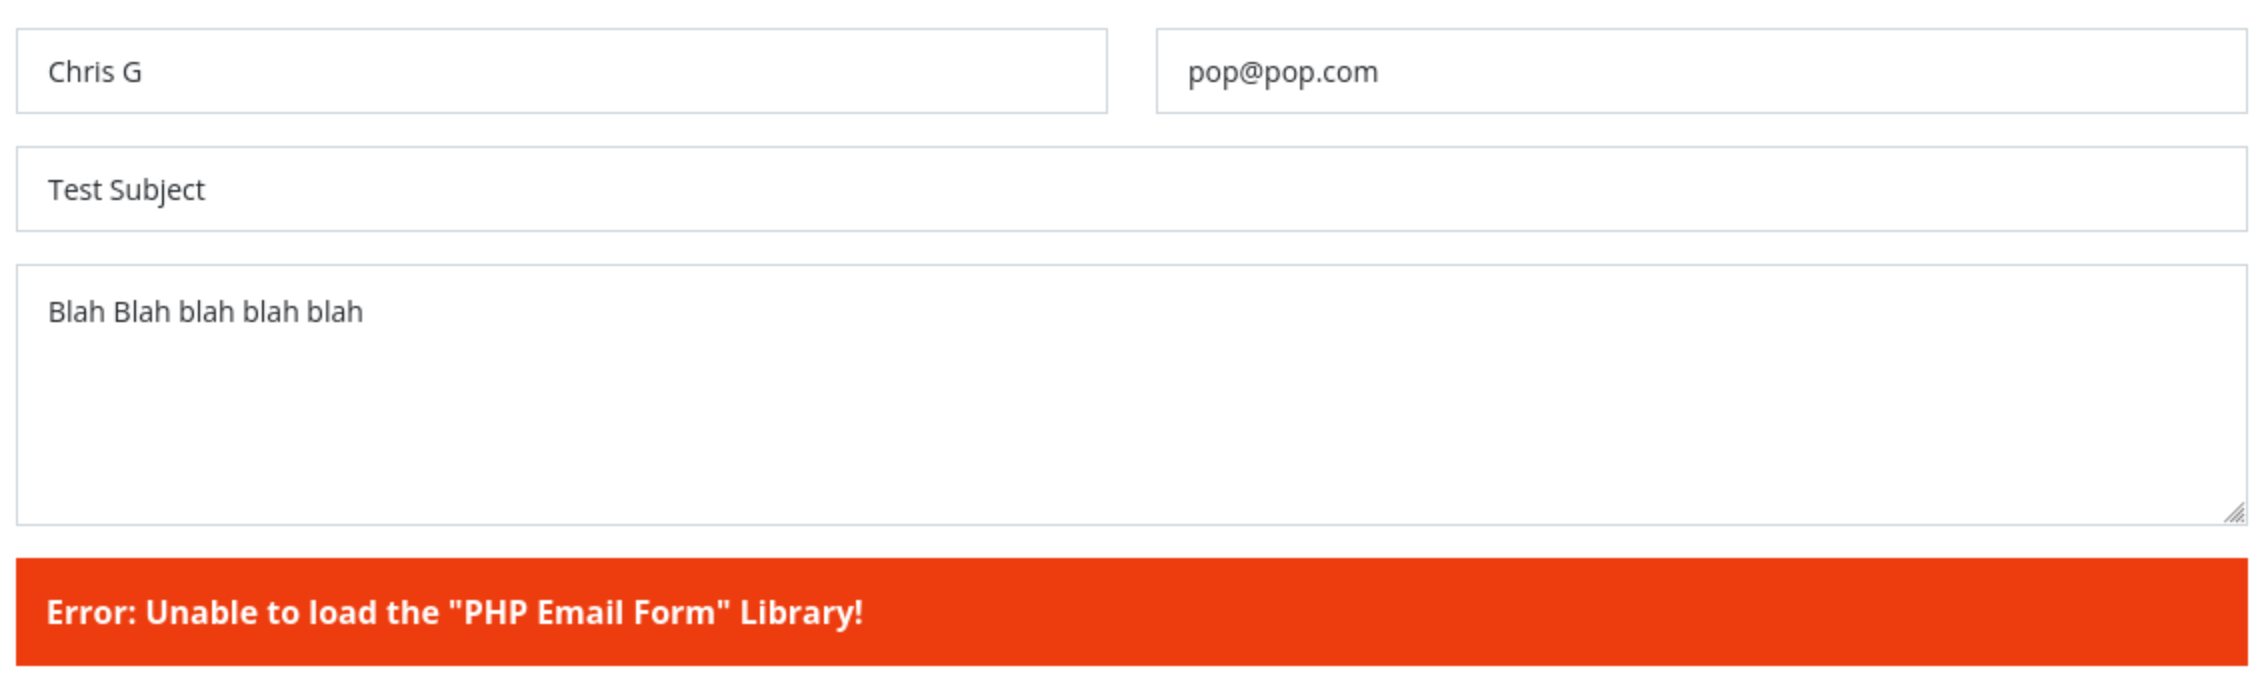 Chris G
pop@pop.com
Test Subject
Blah Blah blah blah blah
Error: Unable to load the "PHP Email Form" Library!